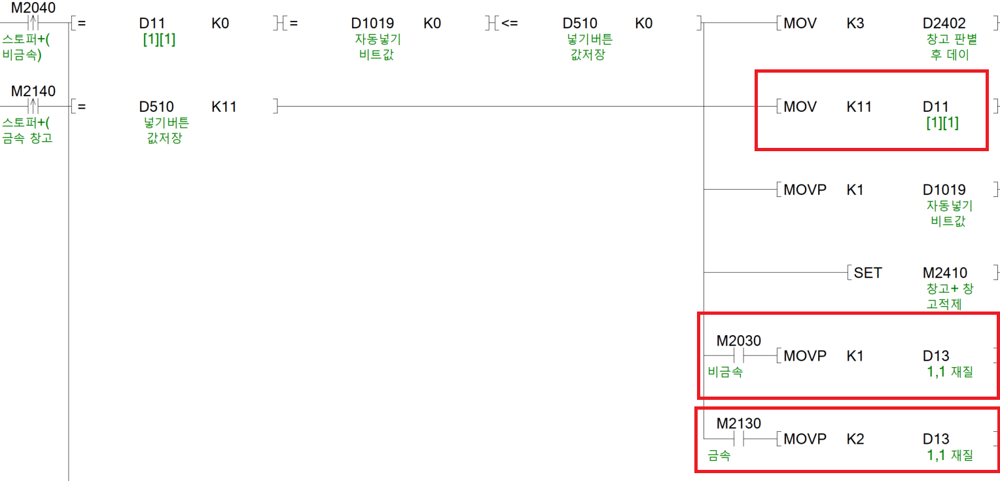 M2040
[= D11 K0 ] [= D1019 K0 ] [<= D510 K0 ] [MOV K3 D2402 ]
스토퍼+( [1][1] 자동넣기 넣기버튼 창고 판별
비금속) 비트값 값저장 후 데이
M2140
[= D510 K11 ] [MOV K11 D11 ]
스토퍼+( 넣기버튼 [1][1]
금속 창고 값저장
[MOVP K1 D1019 ]
자동넣기
비트값
[SET M2410 ]
창고+ 창
고적제
M2030
[MOVP K1 D13 ]
비금속 1,1 재질
M2130
[MOVP K2 D13 ]
금속 1,1 재질